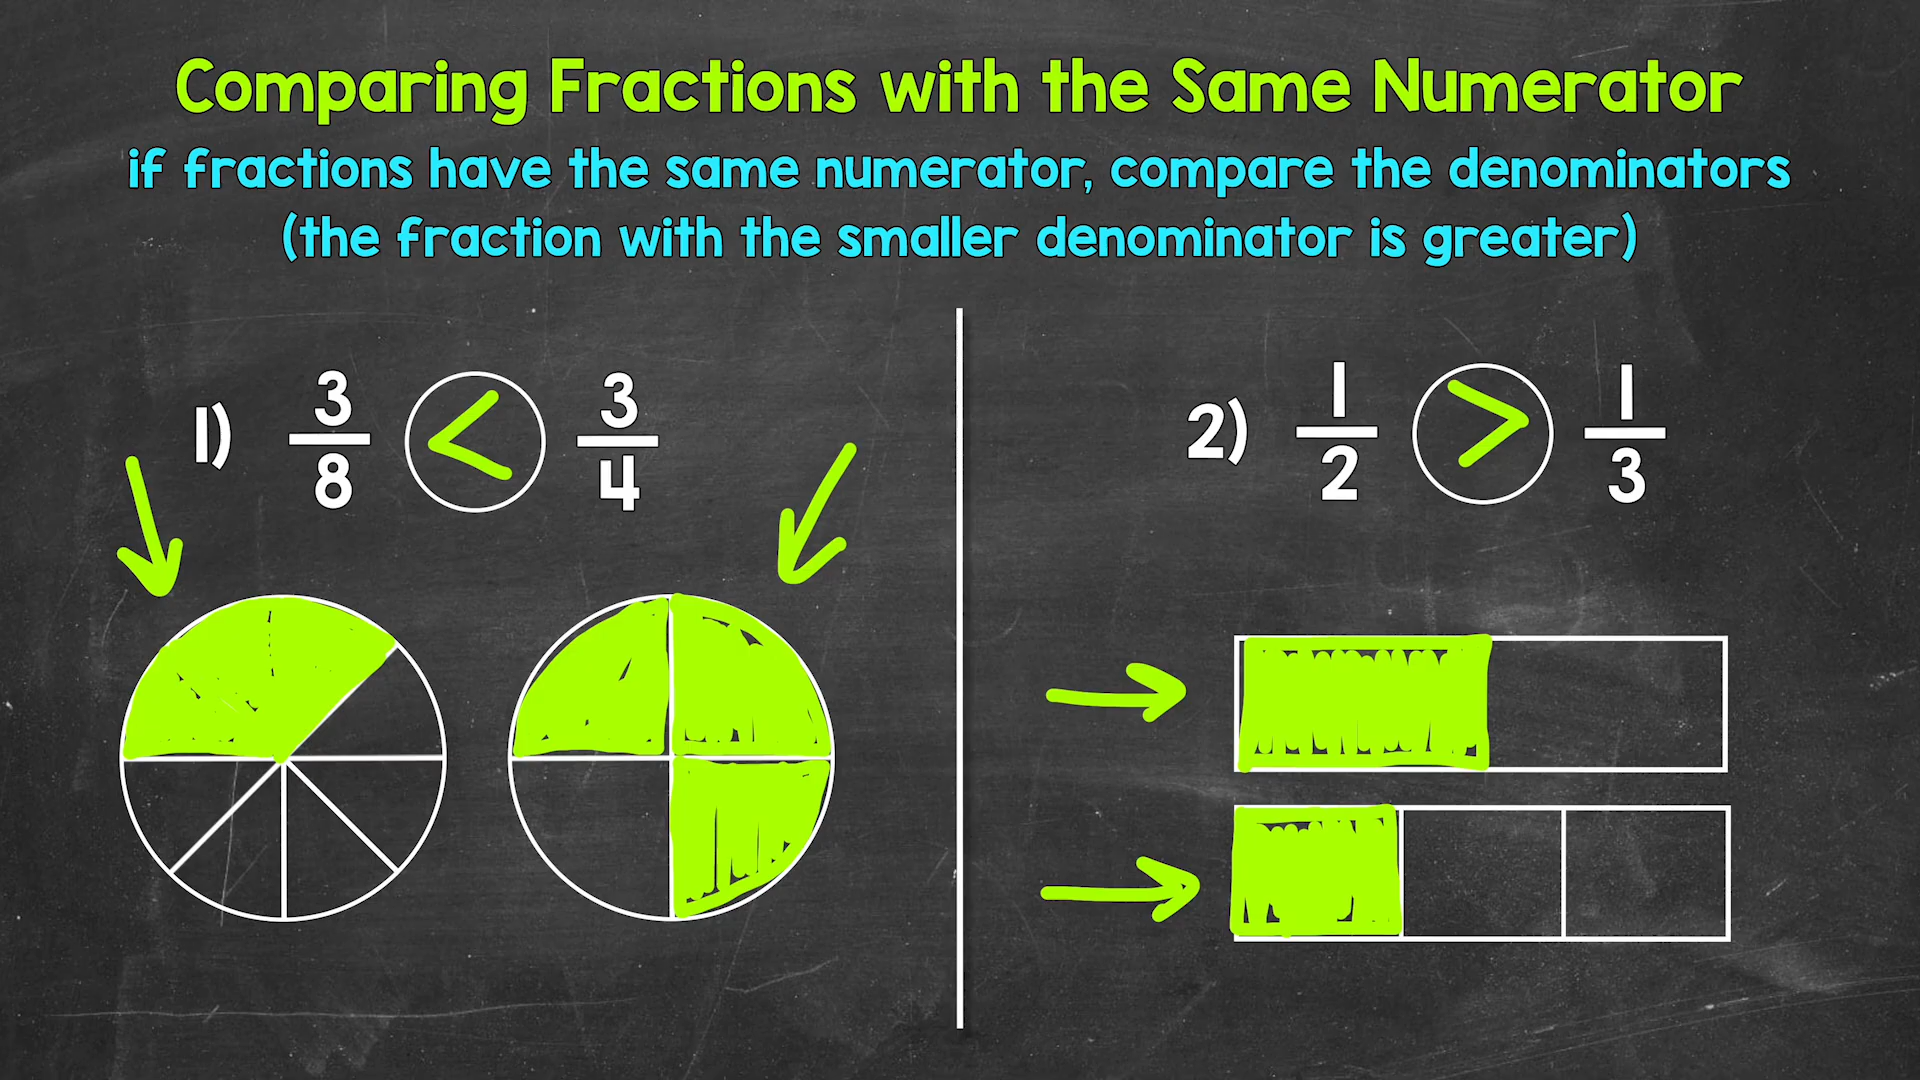 Comparing Fractions with the Same Numerator
if fractions have the same numerator, compare the denominators
(the fraction with the smaller denominator is greater)
1) 3/8 < 3/4
2) 1/2 > 1/3